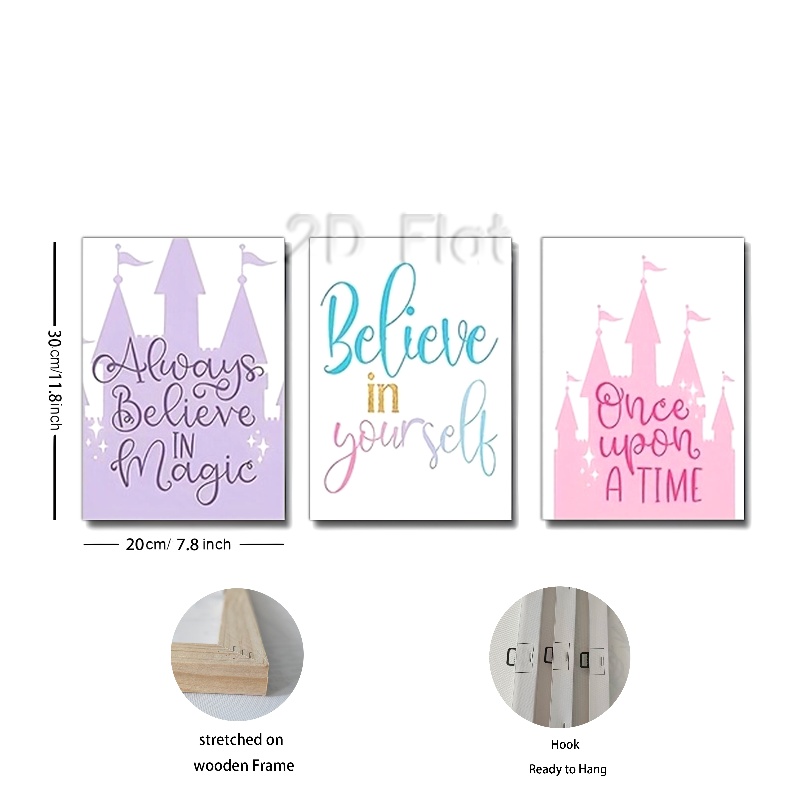 2D Flat
Always
Believe
IN
Magic
Believe
in
yourself
Once
upon
A TIME
30cm/11.8inch
20cm/ 7.8 inch
stretched on
wooden Frame
Hook
Ready to Hang